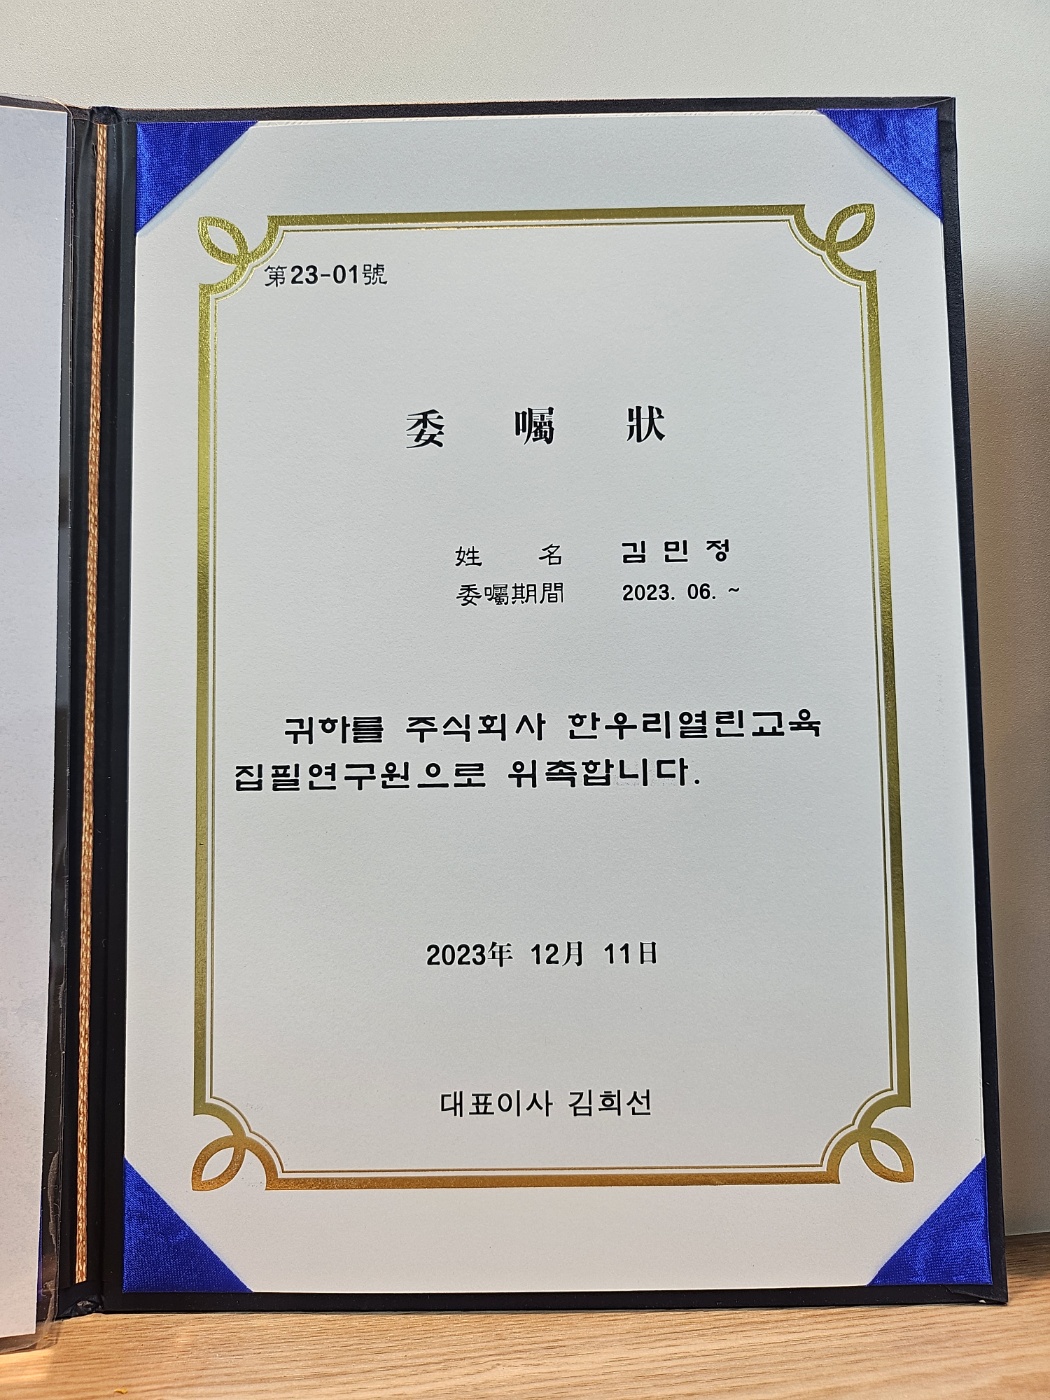 第23-01號
委 囑 狀
姓 名 김 민 정
委囑期間 2023. 06. ~
귀하를 주식회사 한우리열린교육
집필연구원으로 위촉합니다.
2023年 12月 11日
대표이사 김희선